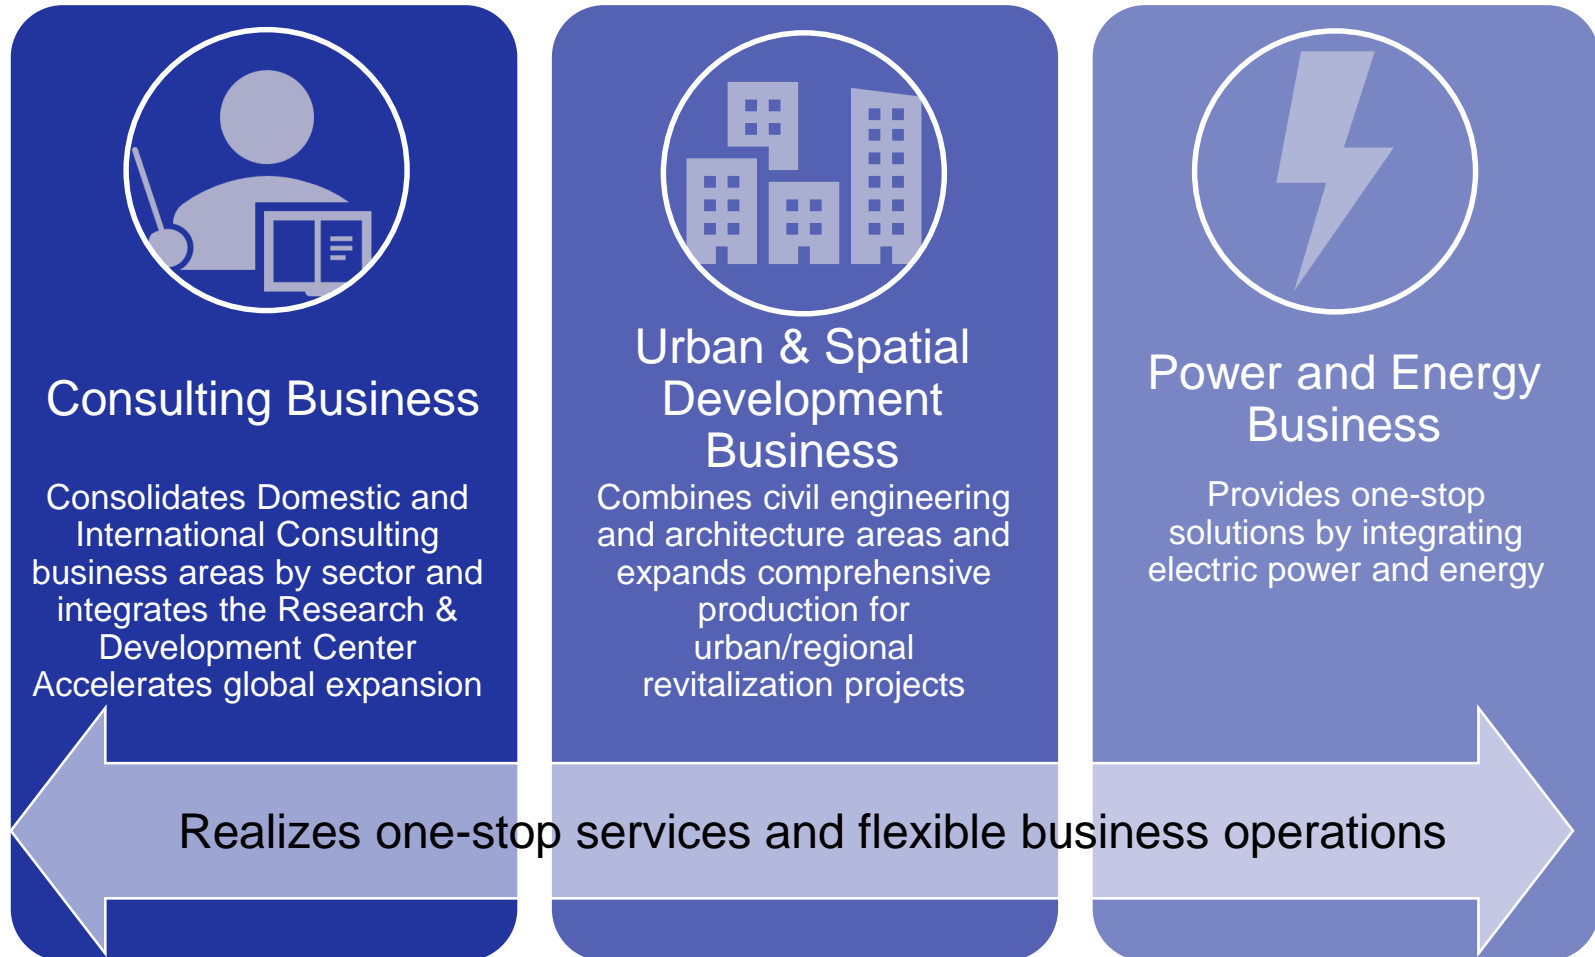 Consulting Business
Consolidates Domestic and
International Consulting
business areas by sector and
integrates the Research &
Development Center
Accelerates global expansion
Urban & Spatial
Development
Business
Combines civil engineering
and architecture areas and
expands comprehensive
production for
urban/regional
revitalization projects
Power and Energy
Business
Provides one-stop
solutions by integrating
electric power and energy
Realizes one-stop services and flexible business operations